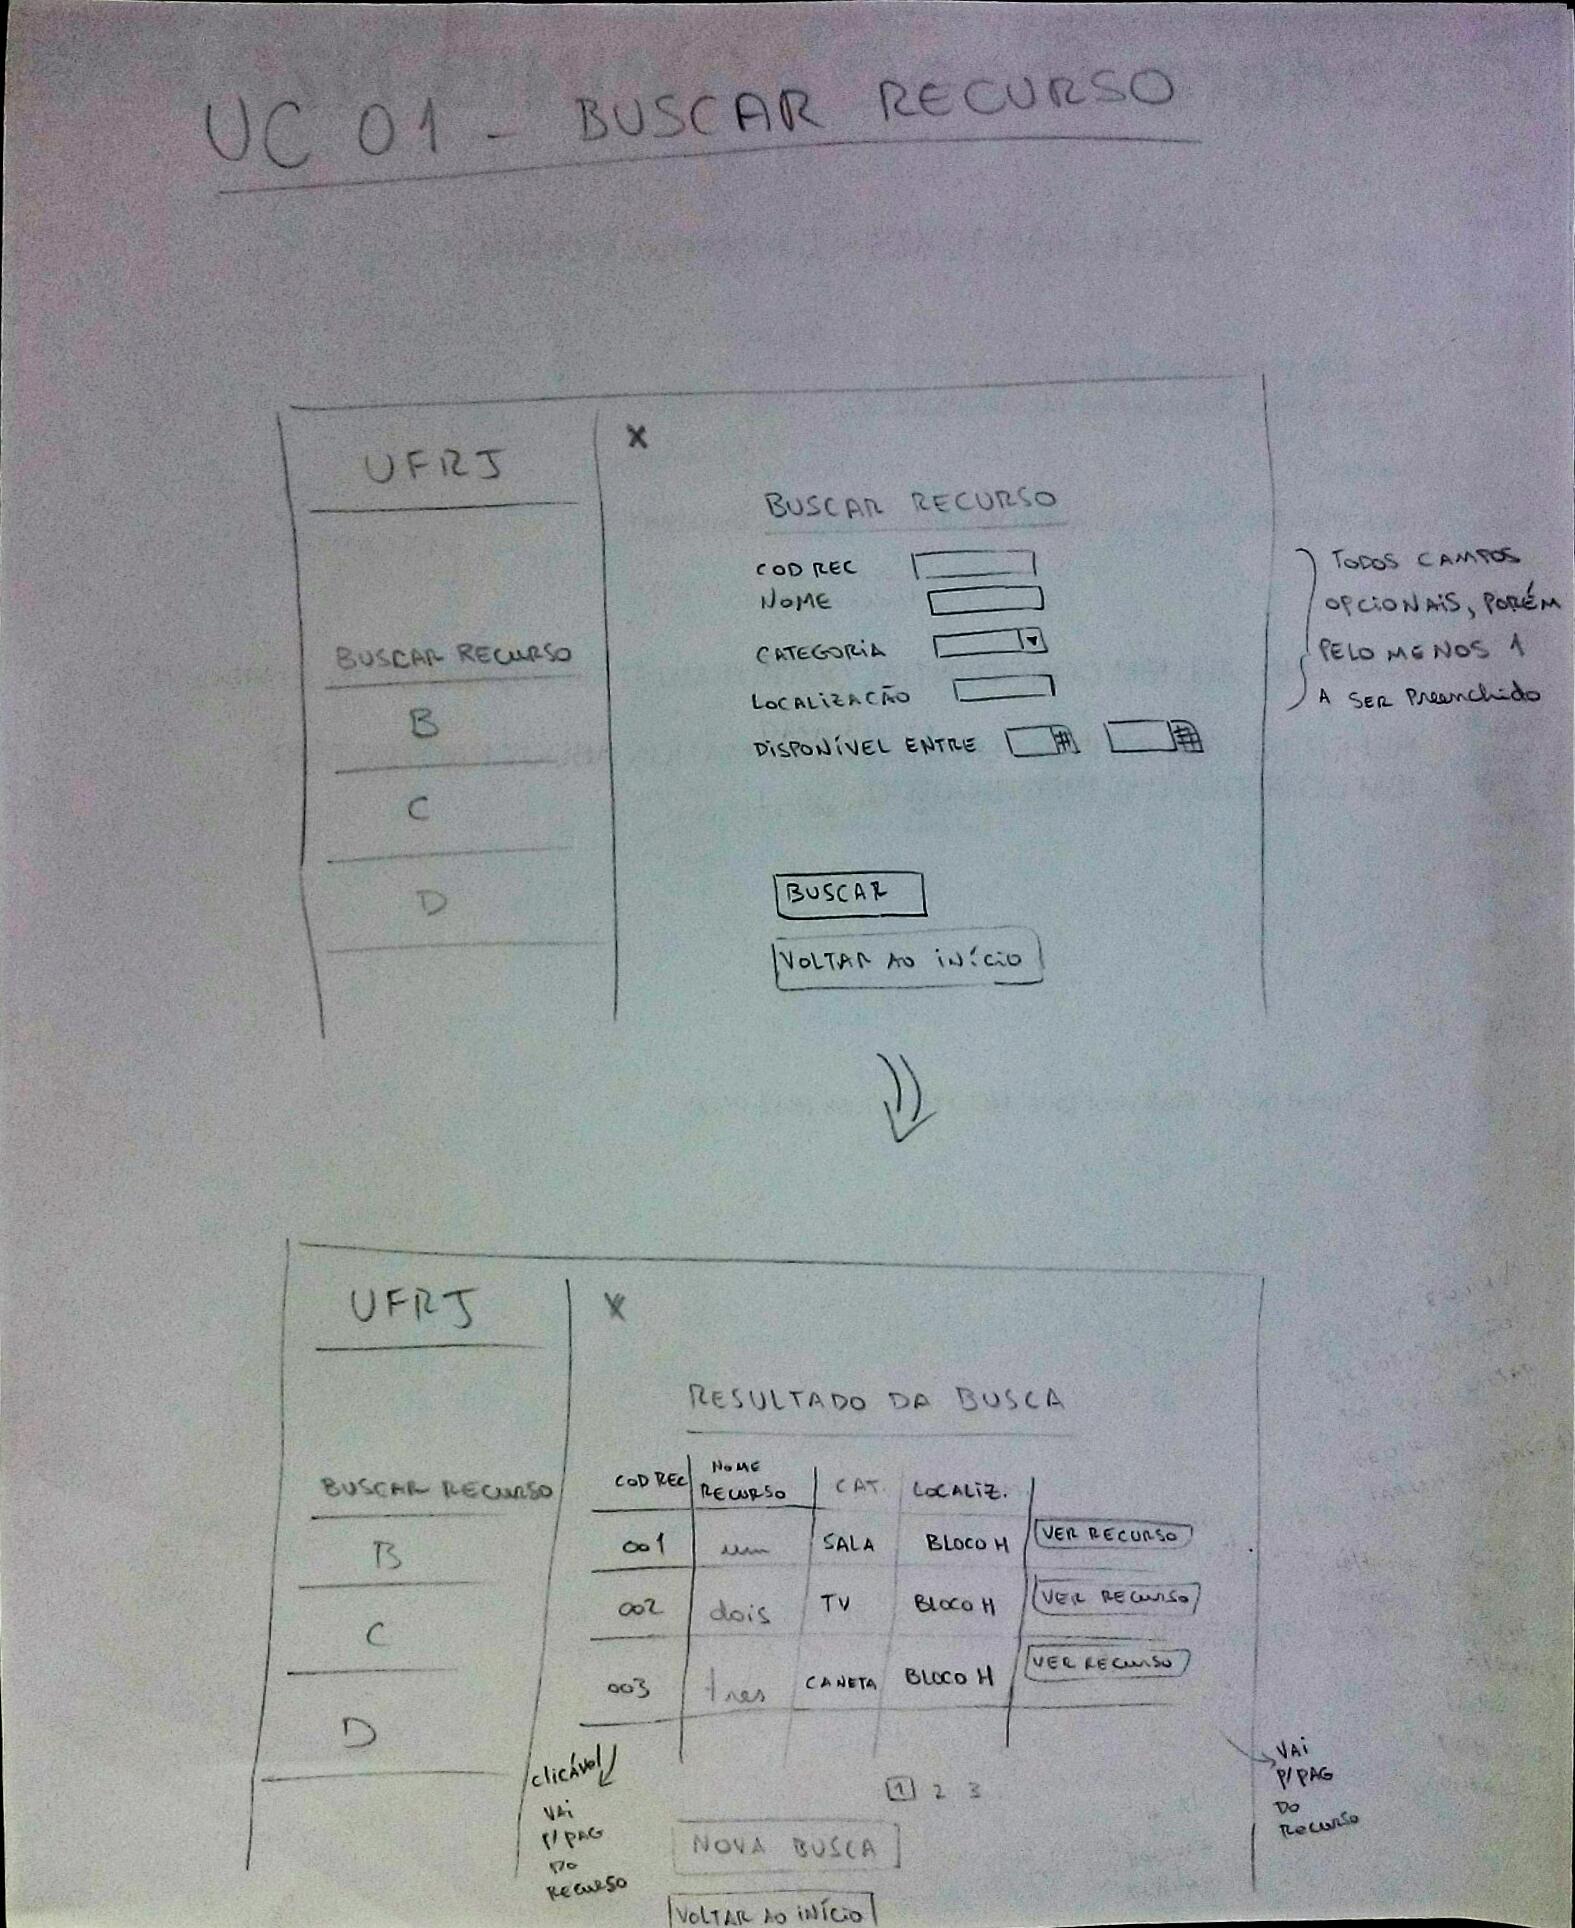 UC 01 - BUSCAR RECURSO
UFRJ
X
BUSCAR RECURSO
COD REC
NOME
CATEGORIA
LOCALIZAÇÃO
DISPONÍVEL ENTRE
TODOS CAMPOS
OPCIONAIS, PORÉM
PELO MENOS 1
A SER Preenchido
BUSCAR RECURSO
B
C
D
BUSCAR
VOLTAR AO INÍCIO
UFRJ
X
RESULTADO DA BUSCA
BUSCAR RECURSO
B
C
D
COD REC NOME RECURSO CAT. LOCALIZ.
001 um SALA BLOCO H VER RECURSO
002 dois TV BLOCO H VER RECURSO
003 tres CANETA BLOCO H VER RECURSO
clicável
VAI
P/ PAG
DO
RECURSO
VAI
P/ PAG
DO
RECURSO
1 2 3
NOVA BUSCA
VOLTAR AO INÍCIO